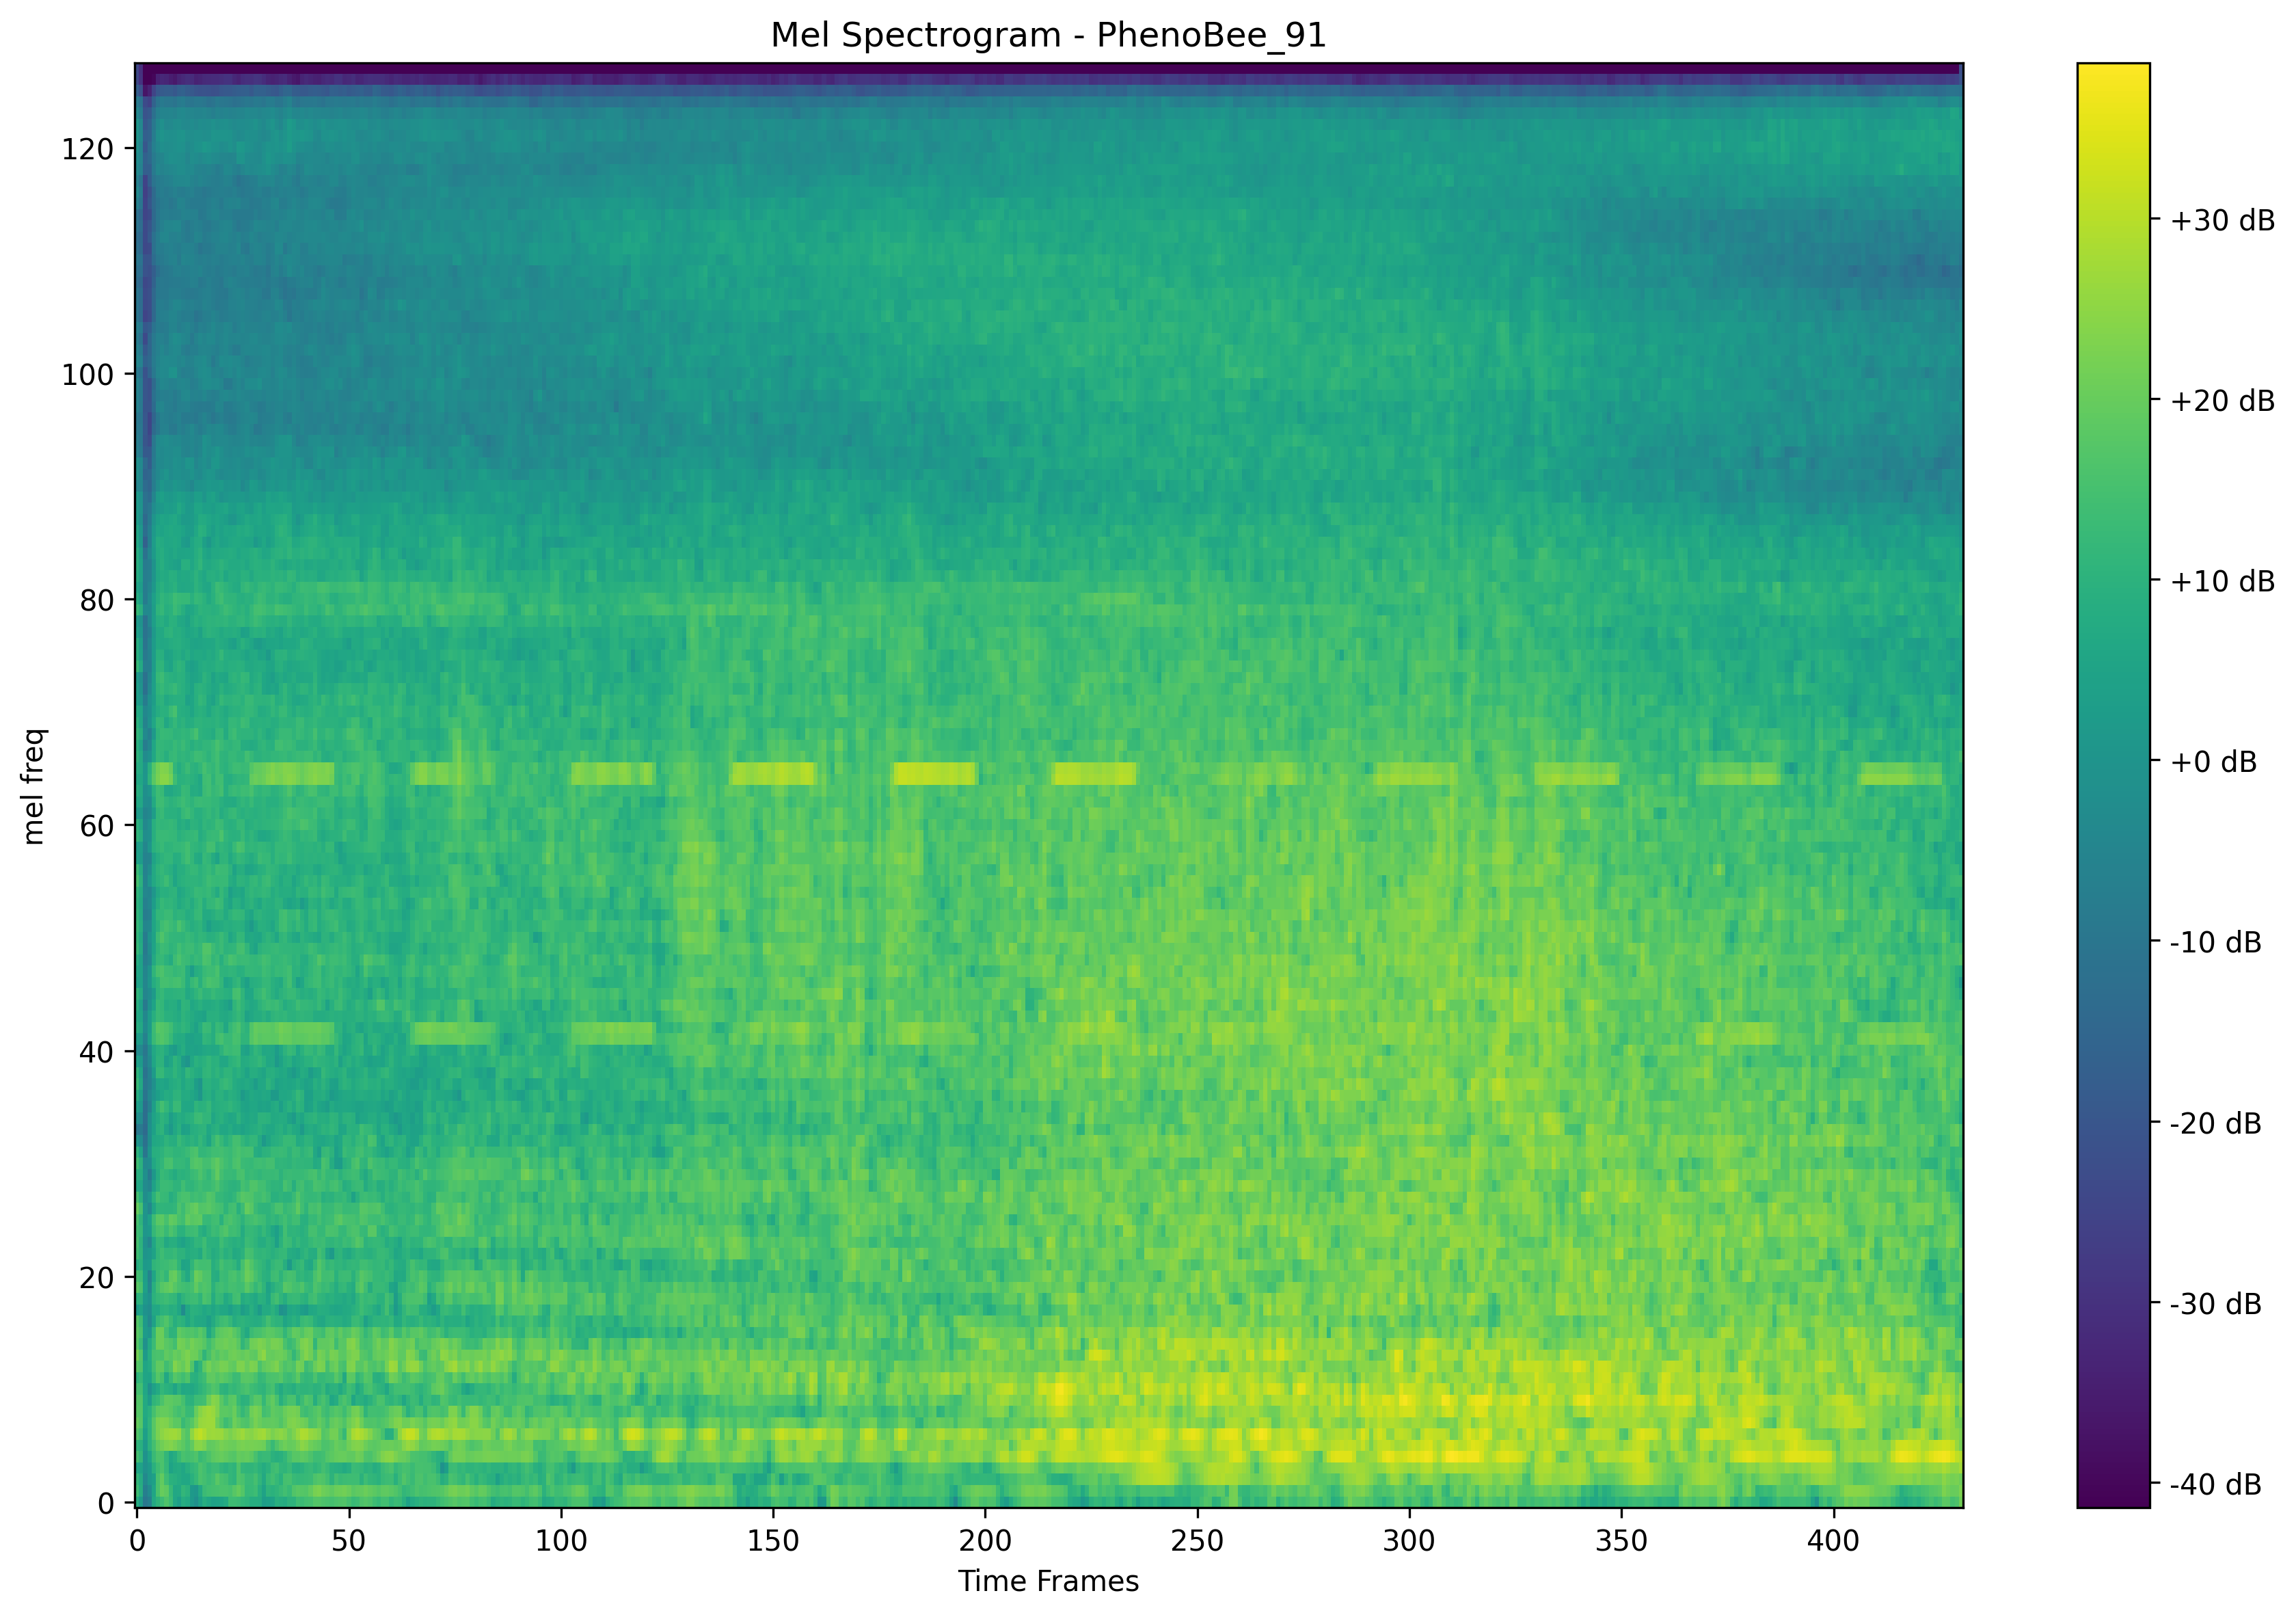 Mel Spectrogram - PhenoBee_91
mel freq
120
100
80
60
40
20
0
0 50 100 150 200 250 300 350 400
Time Frames
+30 dB
+20 dB
+10 dB
+0 dB
-10 dB
-20 dB
-30 dB
-40 dB